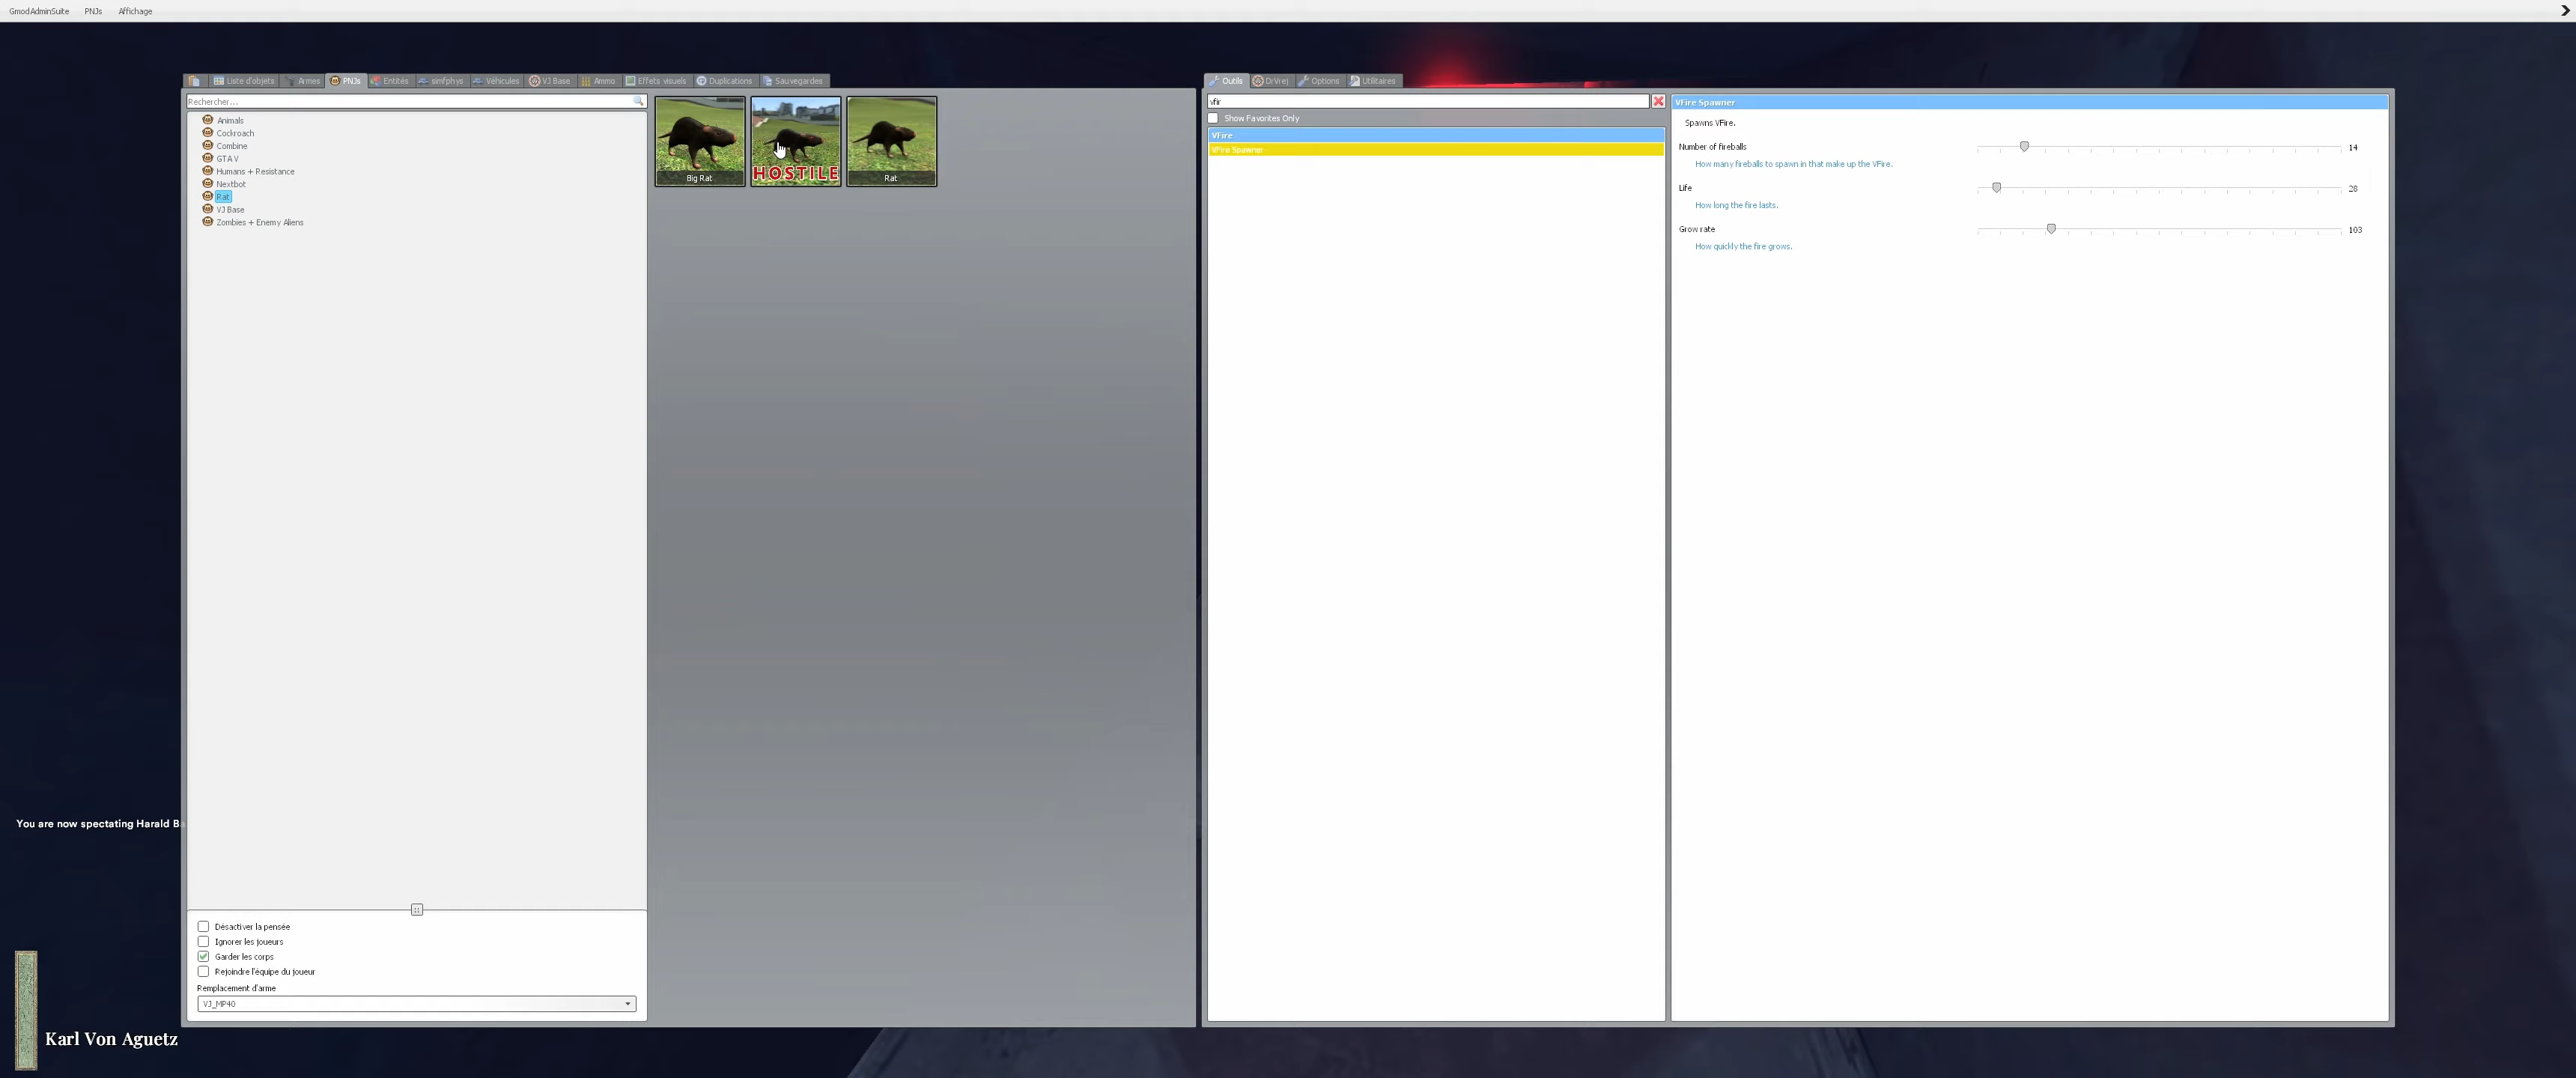 GmodAdminSuite PNJs Affichage
Liste d'objets Armes PNJs Entités simfphys Véhicules VJ Base Ammo Effets visuels Duplications Sauvegardes
Rechercher...
Animals
Cockroach
Combine
GTA V
Humans + Resistance
Nextbot
Rat
VJ Base
Zombies + Enemy Aliens
Big Rat
HOSTILE
Rat
Désactiver la pensée
Ignorer les joueurs
Garder les corps
Rejoindre l'équipe du joueur
Remplacement d'arme
VJ_MP40
Outils DrVrej Options Utilitaires
vfir
Show Favorites Only
VFire
VFire Spawner
VFire Spawner
Spawns VFire.
Number of fireballs 14
How many fireballs to spawn in that make up the VFire.
Life 28
How long the fire lasts.
Grow rate 103
How quickly the fire grows.
You are now spectating Harald
Karl Von Aguetz